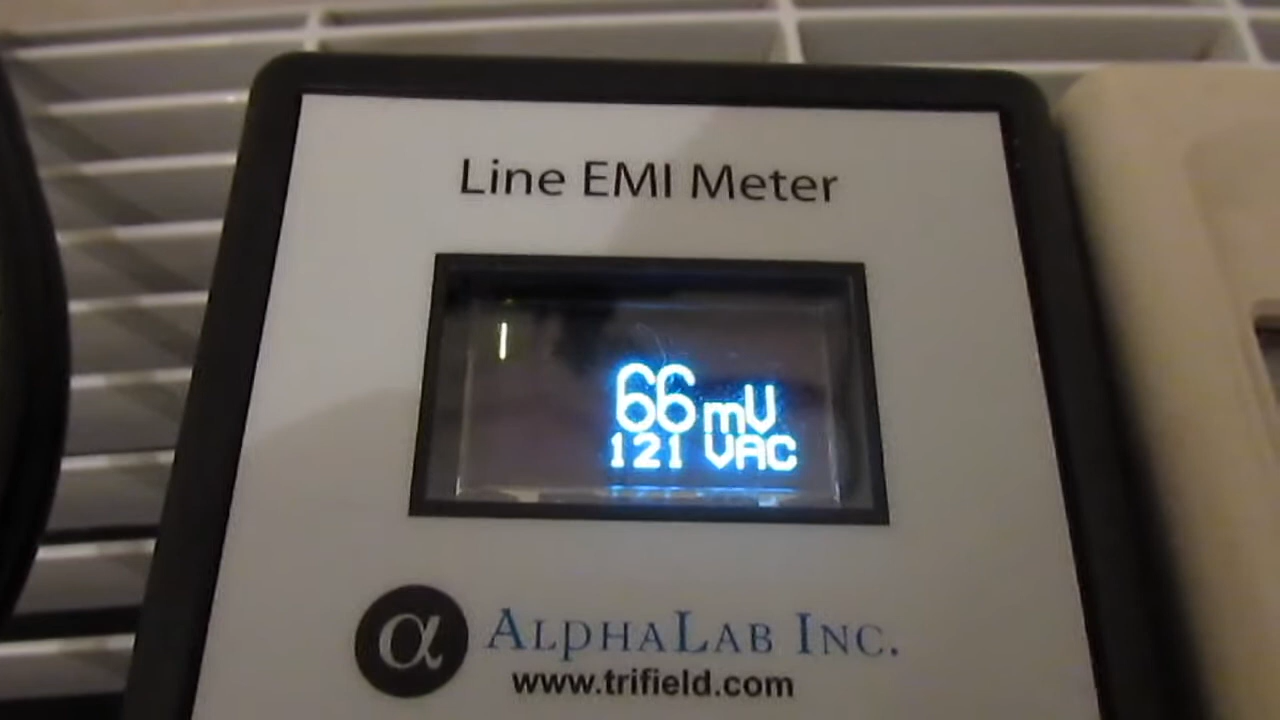 Line EMI Meter
66 mV
121 VAC
α ALPHALAB INC.
www.trifield.com